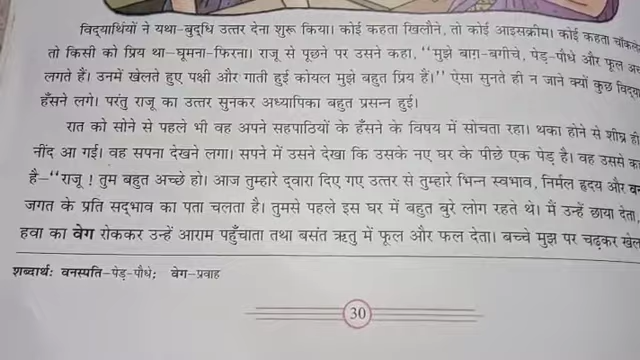 विद्यार्थियों ने यथा-बुद्धि उत्तर देना शुरू किया। कोई कहता खिलौने, तो कोई आइसक्रीम। कोई कहता चॉकले
तो किसी को प्रिय था–घूमना-फिरना। राजू से पूछने पर उसने कहा, “मुझे बाग़-बगीचे, पेड़-पौधे और फूल
लगते हैं। उनमें खेलते हुए पक्षी और गाती हुई कोयल मुझे बहुत प्रिय हैं।” ऐसा सुनते ही न जाने क्यों कुछ विद्या
हँसने लगे। परंतु राजू का उत्तर सुनकर अध्यापिका बहुत प्रसन्न हुई।
रात को सोने से पहले भी वह अपने सहपाठियों के हँसने के विषय में सोचता रहा। थका होने से शीघ्र ही
नींद आ गई। वह सपना देखने लगा। सपने में उसने देखा कि उसके नए घर के पीछे एक पेड़ है। वह उससे
है–“राजू! तुम बहुत अच्छे हो। आज तुम्हारे द्वारा दिए गए उत्तर से तुम्हारे भिन्न स्वभाव, निर्मल हृदय और वन
जगत के प्रति सद्भाव का पता चलता है। तुमसे पहले इस घर में बहुत बुरे लोग रहते थे। मैं उन्हें छाया देता,
हवा का वेग रोककर उन्हें आराम पहुँचाता तथा बसंत ऋतु में फूल और फल देता। बच्चे मुझ पर चढ़कर खेल
शब्दार्थः वनस्पति–पेड़-पौधे; वेग–प्रवाह
30